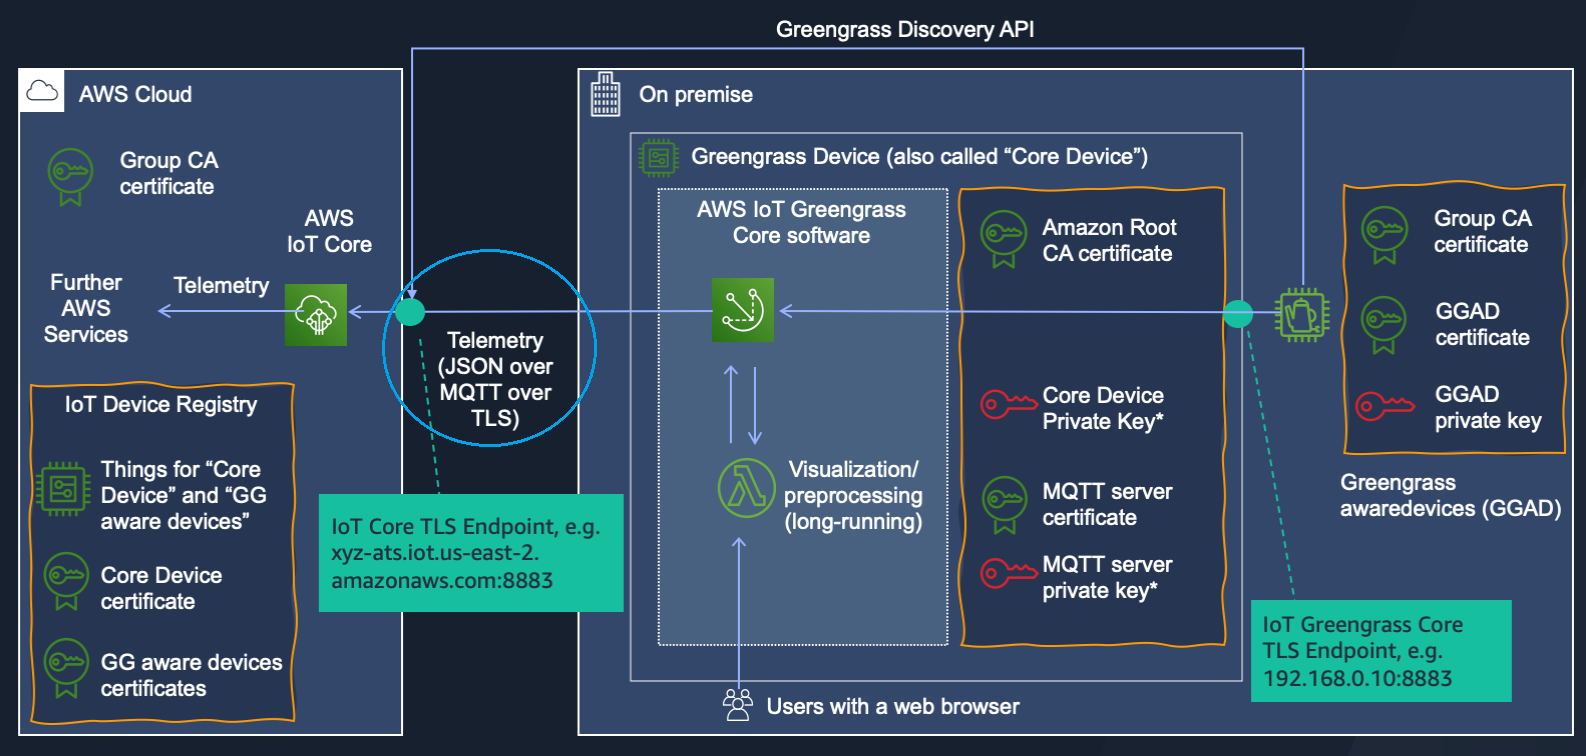 Greengrass Discovery API
AWS Cloud
Group CA
certificate
AWS
IoT Core
Further
AWS
Services
Telemetry
IoT Device Registry
Things for “Core
Device” and “GG
aware devices”
Core Device
certificate
GG aware devices
certificates
Telemetry
(JSON over
MQTT over
TLS)
IoT Core TLS Endpoint, e.g.
xyz-ats.iot.us-east-2.
amazonaws.com:8883
On premise
Greengrass Device (also called “Core Device”)
AWS IoT Greengrass
Core software
Visualization/
preprocessing
(long-running)
Users with a web browser
Amazon Root
CA certificate
Core Device
Private Key*
MQTT server
certificate
MQTT server
private key*
Group CA
certificate
GGAD
certificate
GGAD
private key
Greengrass
awaredevices (GGAD)
IoT Greengrass Core
TLS Endpoint, e.g.
192.168.0.10:8883